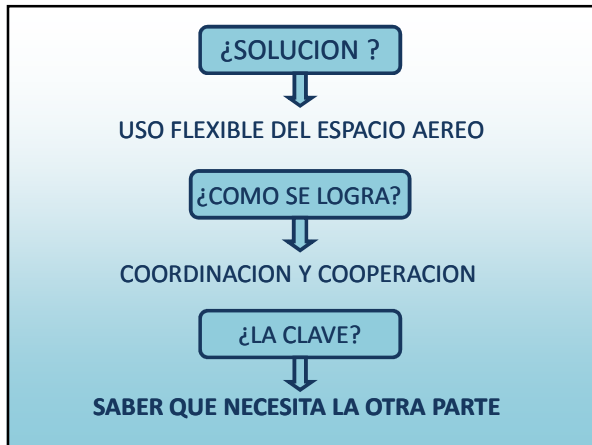 ¿SOLUCION ?
USO FLEXIBLE DEL ESPACIO AEREO
¿COMO SE LOGRA?
COORDINACION Y COOPERACION
¿LA CLAVE?
SABER QUE NECESITA LA OTRA PARTE